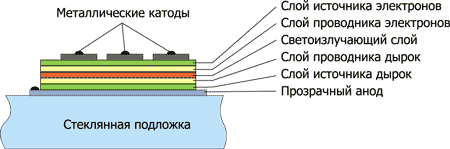 Металлические катоды
Слой источника электронов
Слой проводника электронов
Светоизлучающий слой
Слой проводника дырок
Слой источника дырок
Прозрачный анод
Стеклянная подложка